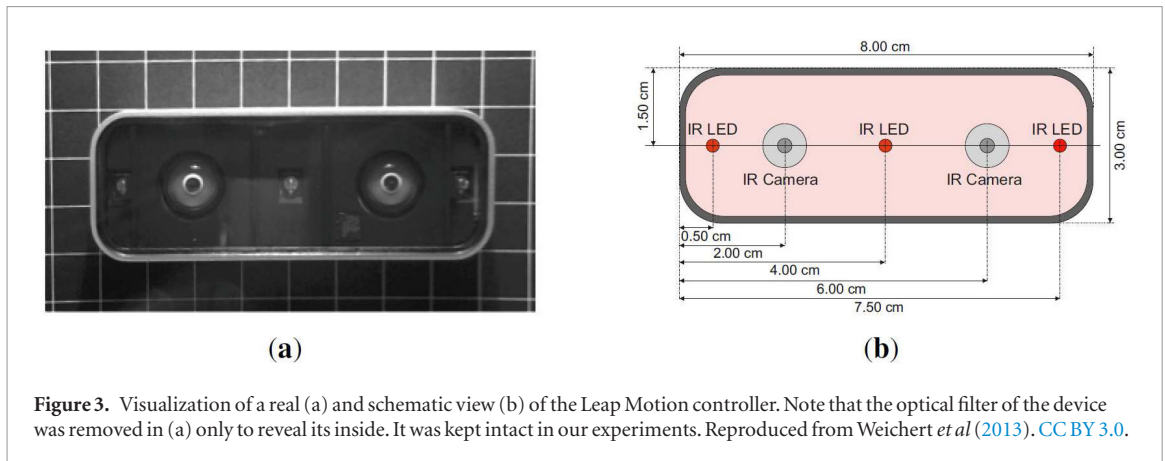 8.00 cm
1.50 cm
IR LED
IR LED
IR LED
IR Camera
IR Camera
3.00 cm
0.50 cm
2.00 cm
4.00 cm
6.00 cm
7.50 cm
(a)
(b)
Figure 3. Visualization of a real (a) and schematic view (b) of the Leap Motion controller. Note that the optical filter of the device
was removed in (a) only to reveal its inside. It was kept intact in our experiments. Reproduced from Weichert et al (2013). CC BY 3.0.